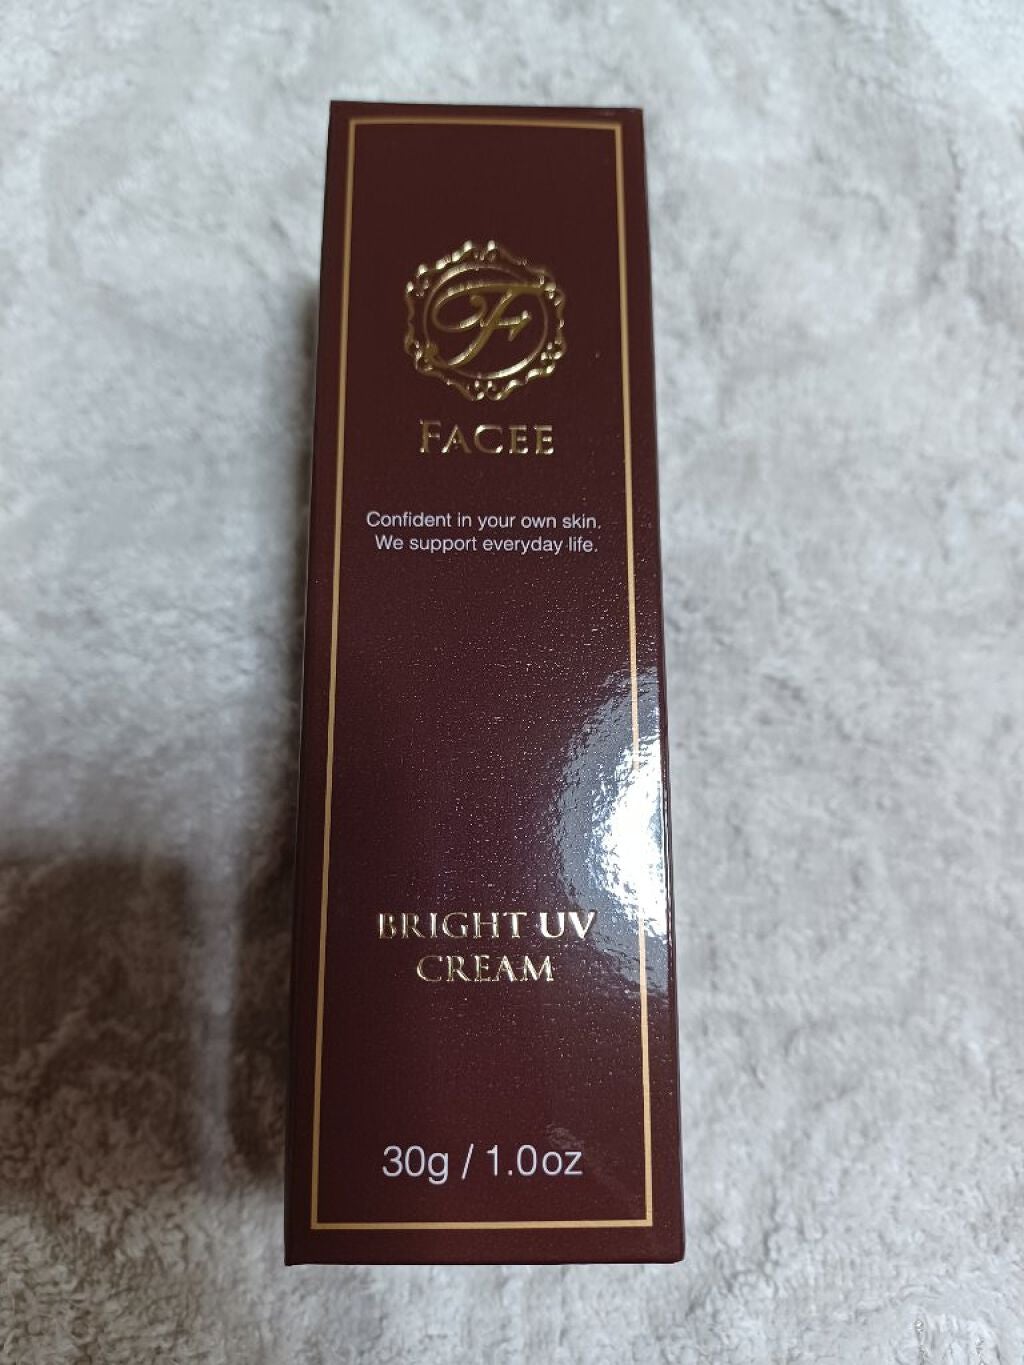 F
FACEE
Confident in your own skin.
We support everyday life.
BRIGHT UV
CREAM
30g / 1.0oz